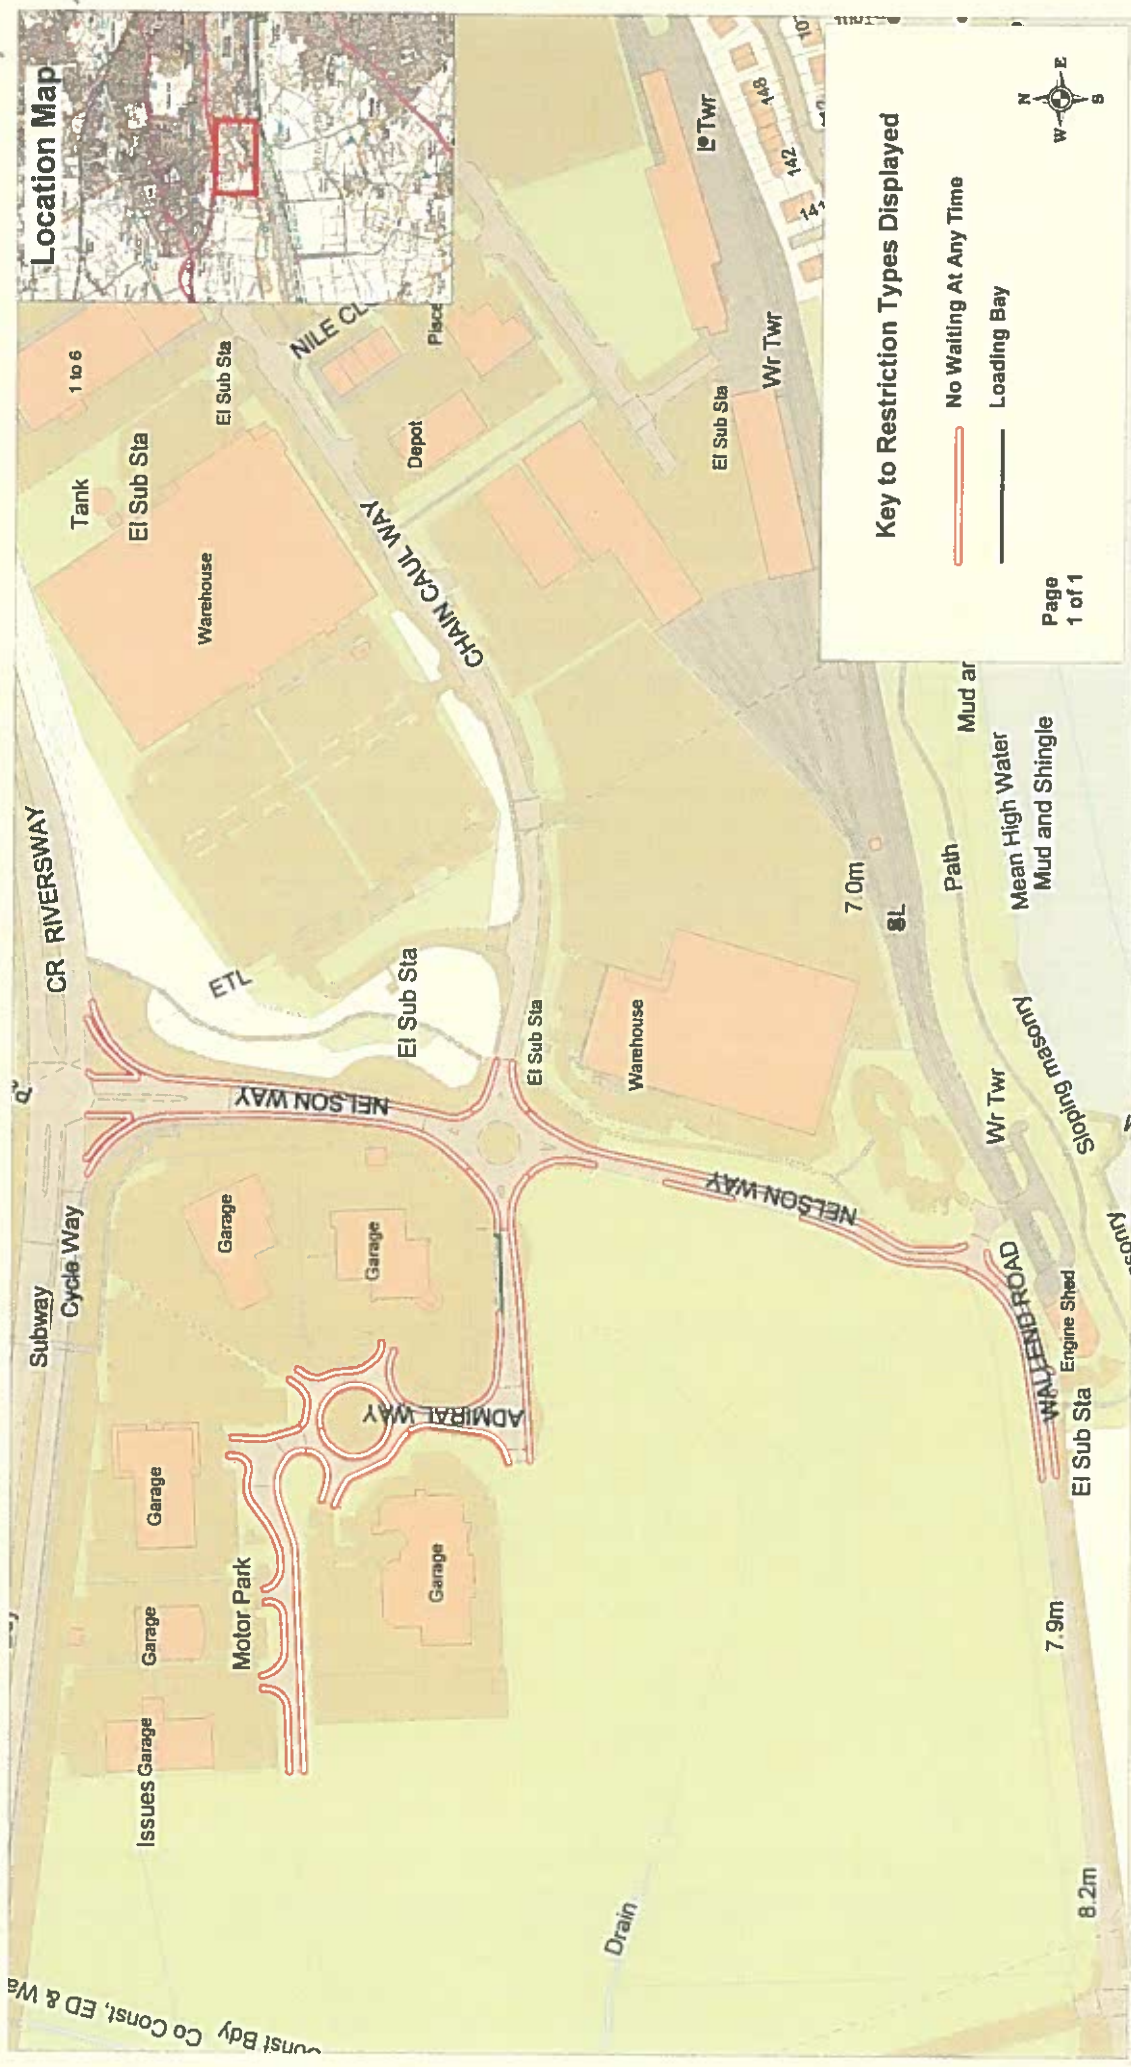 Location Map
Key to Restriction Types Displayed
No Waiting At Any Time
Loading Bay
Page
1 of 1
N
E
S
W
Subway
Cycle Way
CR RIVERSWAY
ETL
NELSON WAY
El Sub Sta
El Sub Sta
Tank
El Sub Sta
1 to 6
El Sub Sta
Warehouse
NILE
Depot
CHAIN CAUL WAY
Issues Garage
Garage
Garage
Motor Park
Garage
Garage
Garage
ADMIRAL WAY
Warehouse
NELSON WAY
El Sub Sta
Wr Twr
Twr
148
142
141
7.0m
SL
Path
Mean High Water
Mud and Shingle
Mud
Wr Twr
Sloping masonry
WALLEND ROAD
Engine Shed
El Sub Sta
7.9m
8.2m
Drain
Bdy
Co Const, ED &